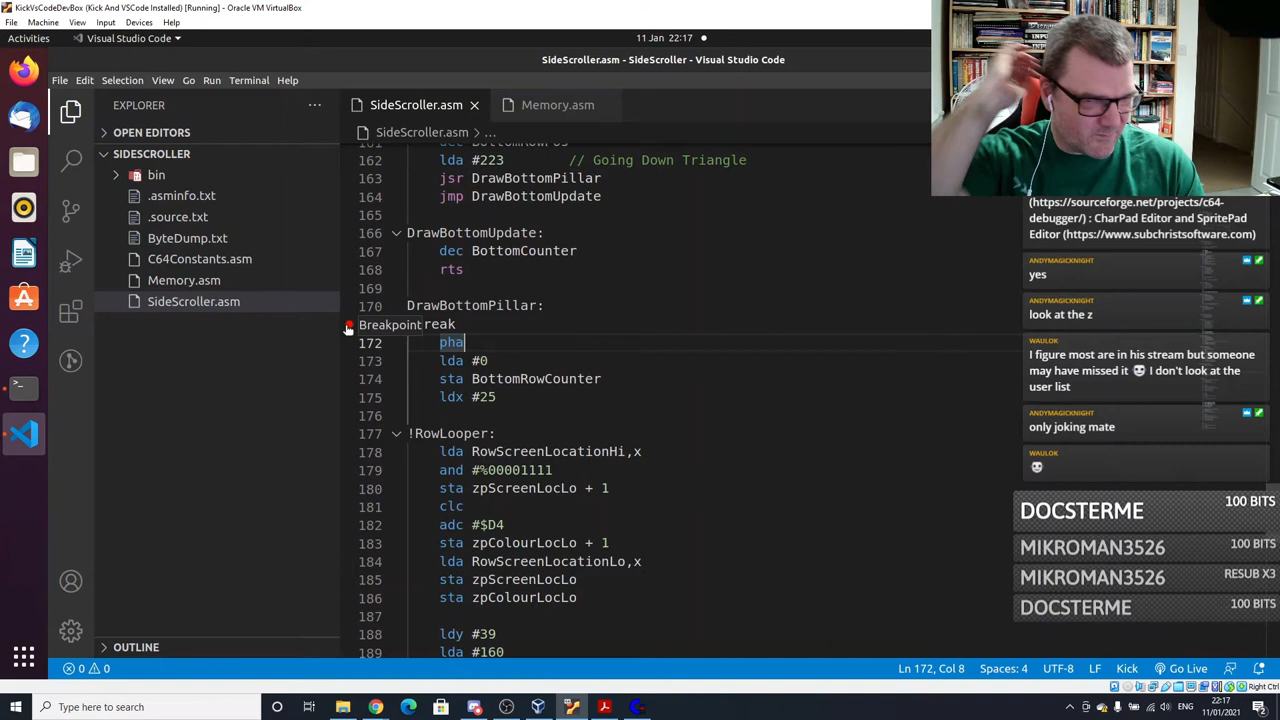 KickVsCodeDevBox (Kick And VSCode Installed) [Running] - Oracle VM VirtualBox
File Machine View Input Devices Help
Activities Visual Studio Code 11 Jan 22:17
SideScroller.asm - SideScroller - Visual Studio Code
File Edit Selection View Go Run Terminal Help
EXPLORER
OPEN EDITORS
SIDESCROLLER
bin
.asminfo.txt
.source.txt
ByteDump.txt
C64Constants.asm
Memory.asm
SideScroller.asm
OUTLINE
SideScroller.asm Memory.asm
SideScroller.asm > ...
161 dec BottomRowPos
162 lda #223 // Going Down Triangle
163 jsr DrawBottomPillar
164 jmp DrawBottomUpdate
165
166 DrawBottomUpdate:
167 dec BottomCounter
168 rts
169
170 DrawBottomPillar:
Breakpoint reak
172 pha
173 lda #0
174 sta BottomRowCounter
175 ldx #25
176
177 !RowLooper:
178 lda RowScreenLocationHi,x
179 and #%00001111
180 sta zpScreenLocLo + 1
181 clc
182 adc #$D4
183 sta zpColourLocLo + 1
184 lda RowScreenLocationLo,x
185 sta zpScreenLocLo
186 sta zpColourLocLo
187
188 ldy #39
189 lda #160
(https://sourceforge.net/projects/c64-
debugger/) : CharPad Editor and SpritePad
Editor (https://www.subchristsoftware.com)
ANDYMAGICKNIGHT
yes
ANDYMAGICKNIGHT
look at the z
WAULOK
I figure most are in his stream but someone
may have missed it I don't look at the
user list
ANDYMAGICKNIGHT
only joking mate
WAULOK
DOCSTERME 100 BITS
MIKROMAN3526 100 BITS
MIKROMAN3526 RESUB X3
DOCSTERME 100 BITS
0 0 Ln 172, Col 8 Spaces: 4 UTF-8 LF Kick Go Live
Right Ctrl
Type here to search
22:17
11/01/2021